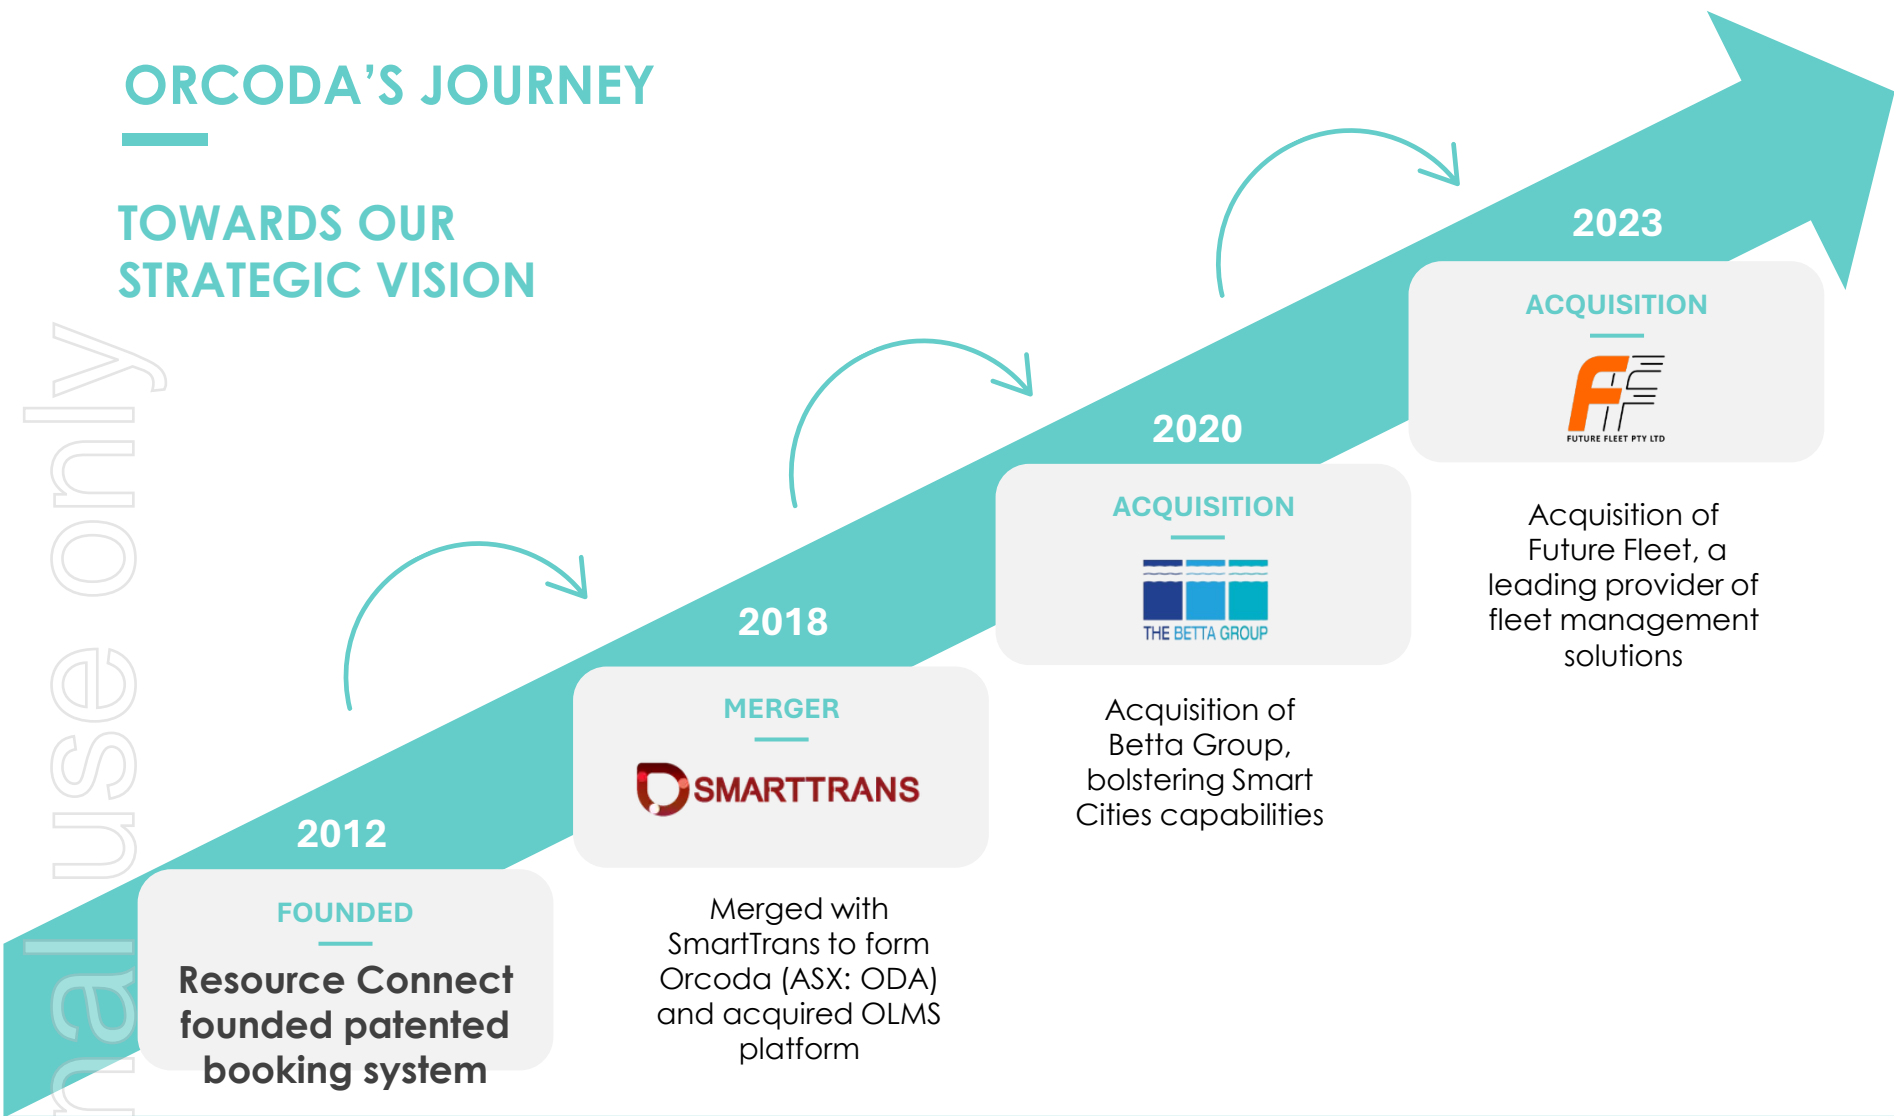 ORCODA'S JOURNEY
TOWARDS OUR
STRATEGIC VISION
2012
FOUNDED
Resource Connect
founded patented
booking system
2018
MERGER
SMARTTRANS
Merged with
SmartTrans to form
Orcoda (ASX: ODA)
and acquired OLMS
platform
2020
ACQUISITION
THE BETTA GROUP
Acquisition of
Betta Group,
bolstering Smart
Cities capabilities
2023
ACQUISITION
FF
FUTURE FLEET PTY LTD
Acquisition of
Future Fleet, a
leading provider of
fleet management
solutions
nal use only